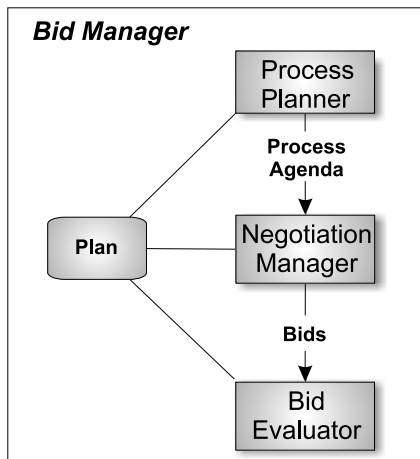 Bid Manager
Process
Planner
Process
Agenda
Plan
Negotiation
Manager
Bids
Bid
Evaluator